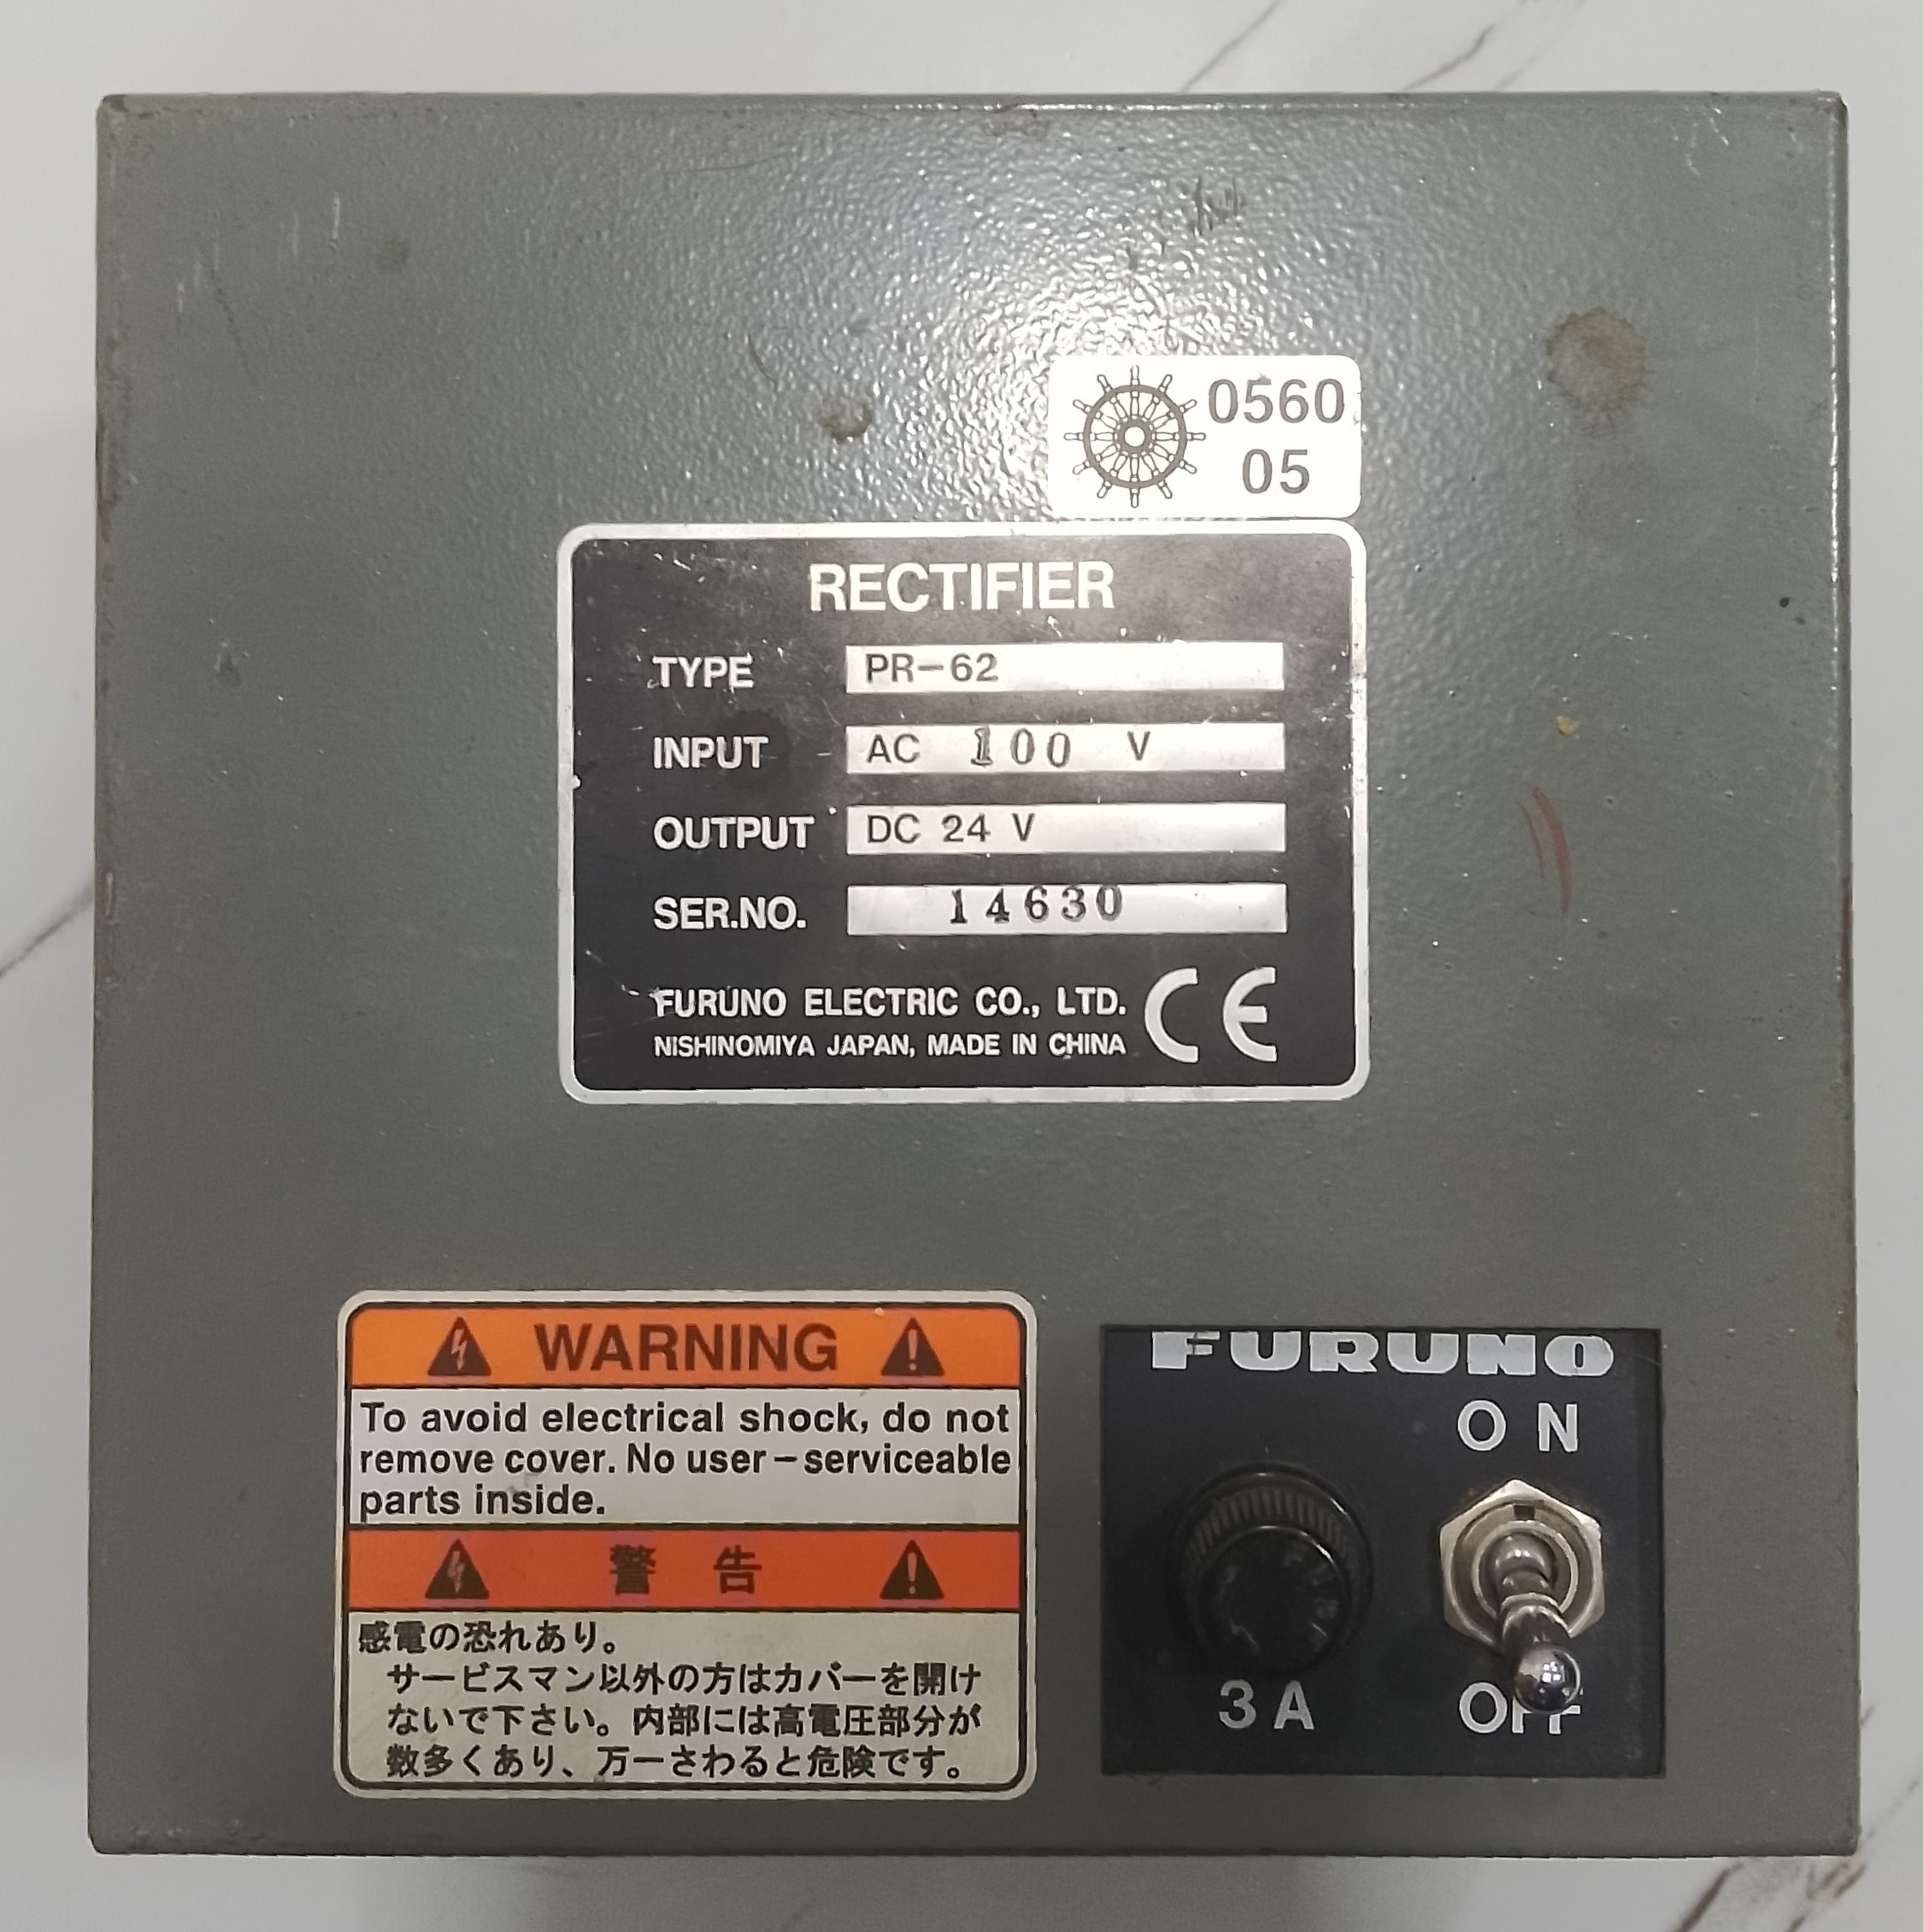 0560
05
RECTIFIER
TYPE PR-62
INPUT AC 100 V
OUTPUT DC 24 V
SER.NO. 14630
FURUNO ELECTRIC CO., LTD.
NISHINOMIYA JAPAN, MADE IN CHINA
CE
WARNING
To avoid electrical shock, do not
remove cover. No user-serviceable
parts inside.
警 告
感電の恐れあり。
サービスマン以外の方はカバーを開け
ないで下さい。内部には高電圧部分が
数多くあり、万一さわると危険です。
FURUNO
ON
3A
OFF